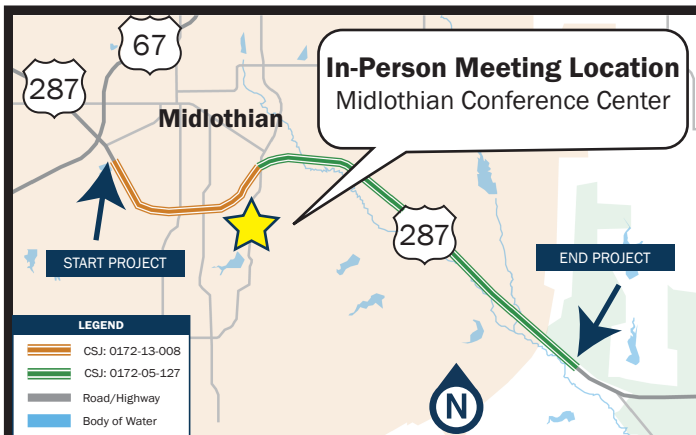 67
287
In-Person Meeting Location
Midlothian Conference Center
Midlothian
287
START PROJECT
END PROJECT
LEGEND
CSJ: 0172-13-008
CSJ: 0172-05-127
Road/Highway
Body of Water
N